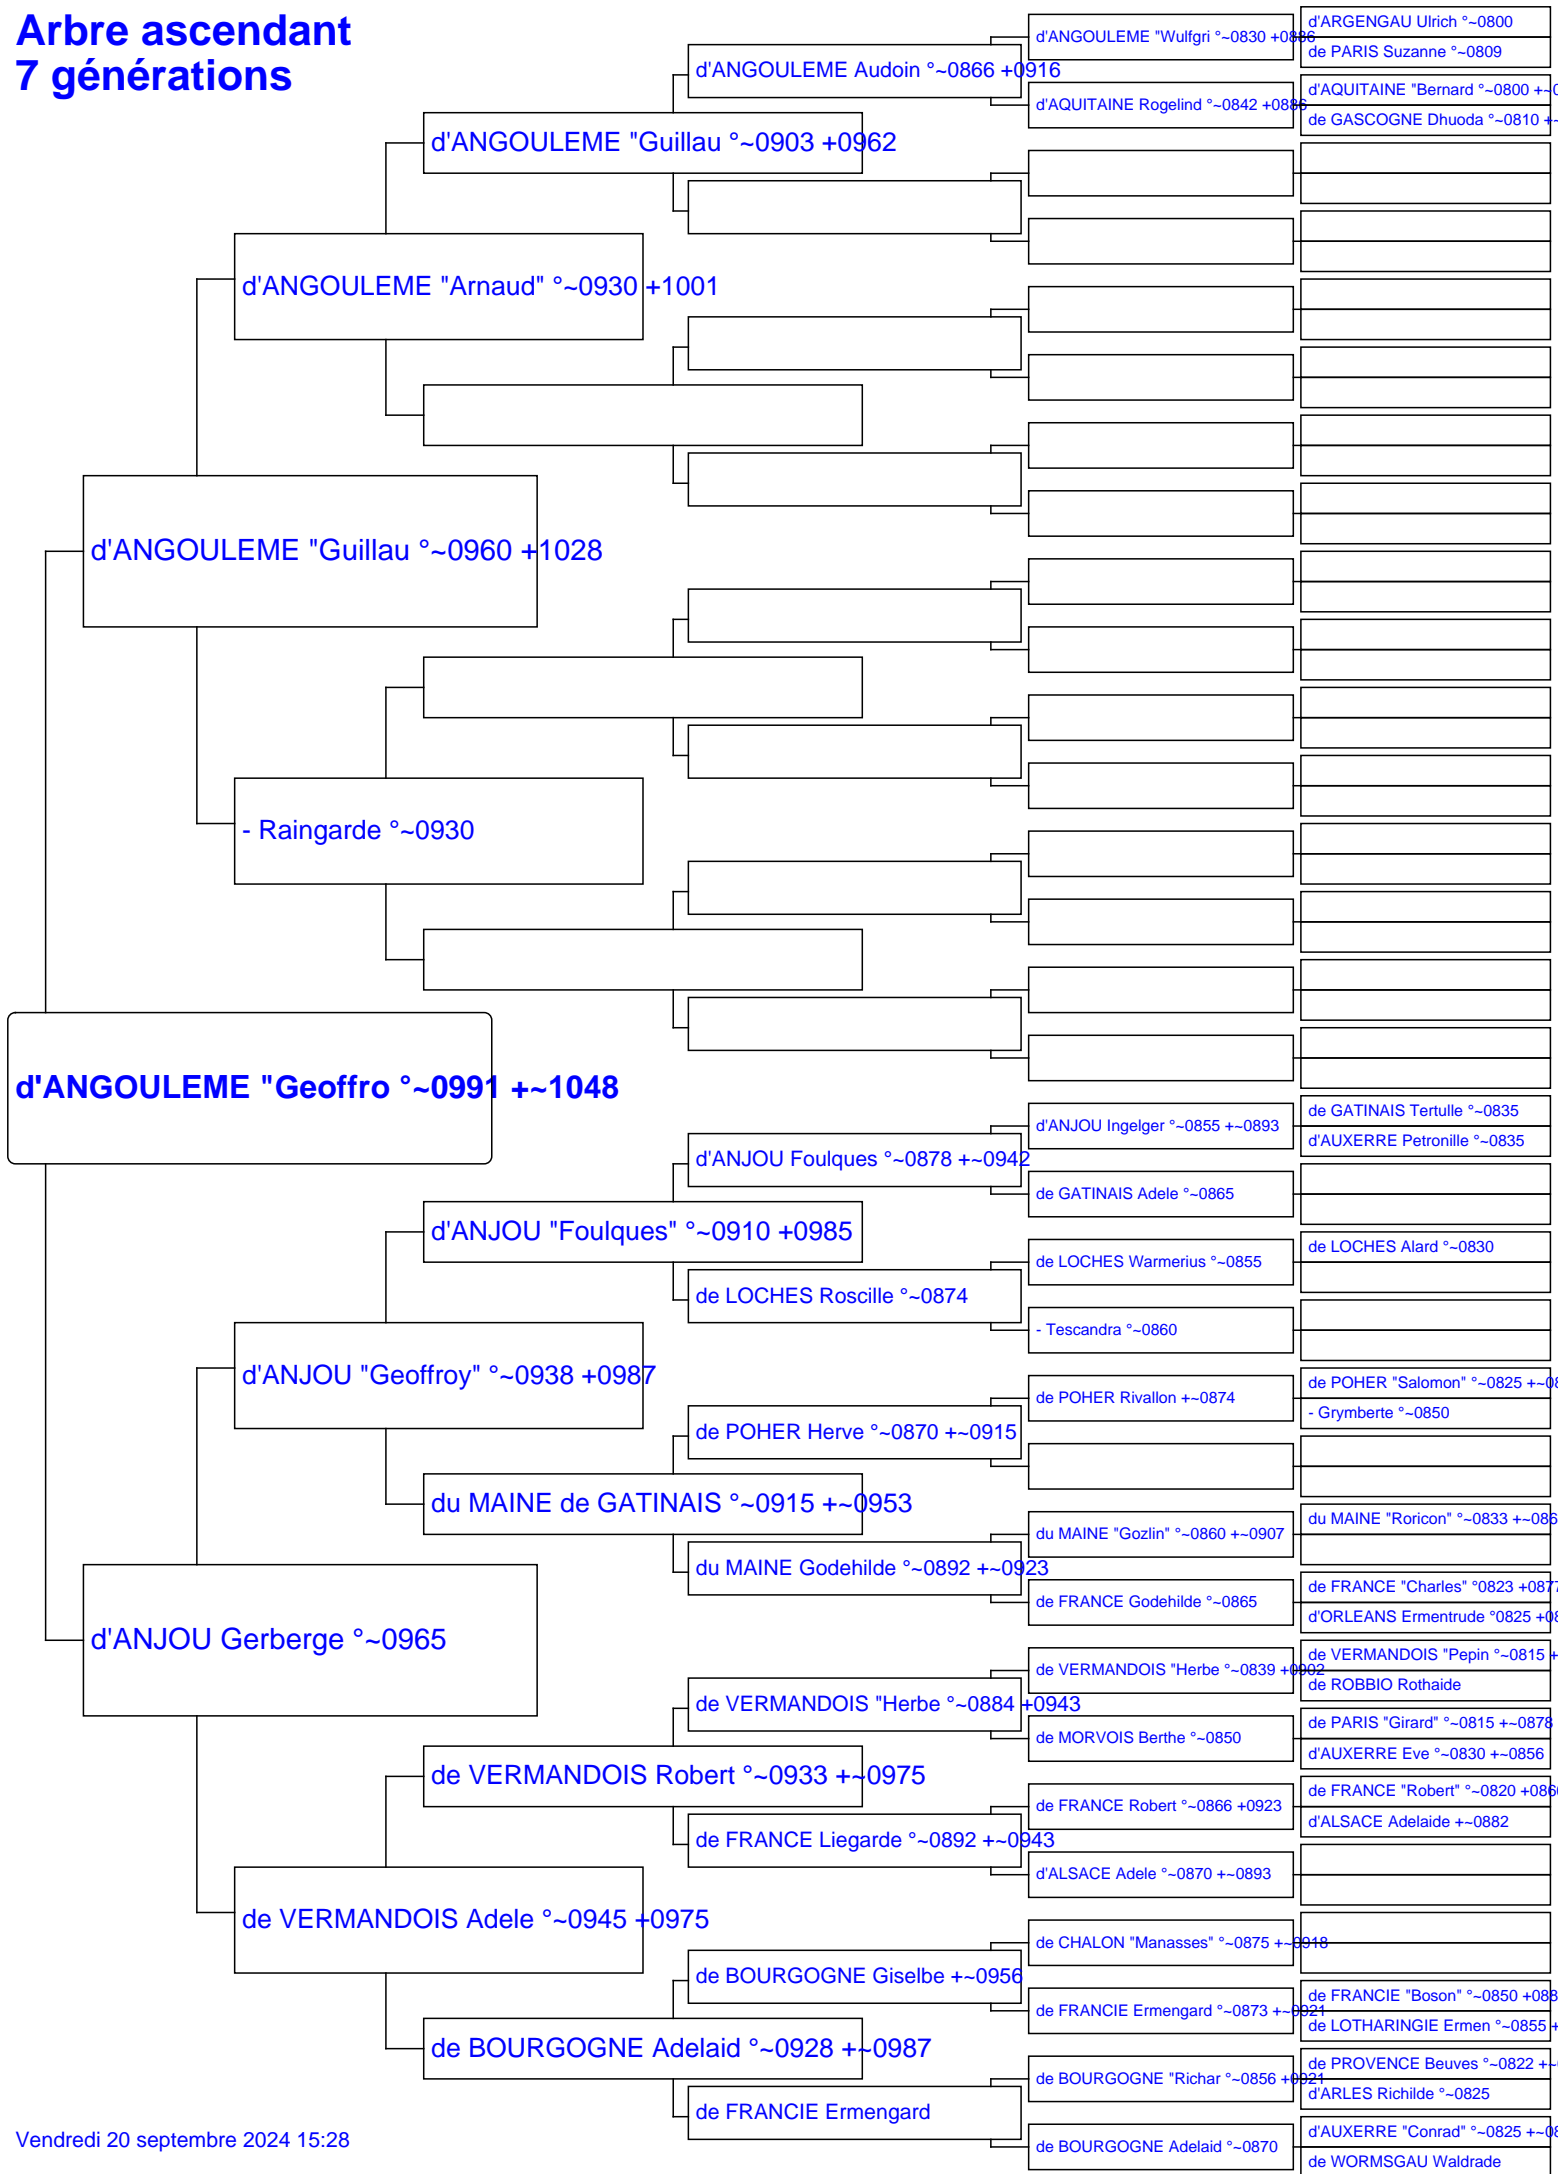 Arbre ascendant
7 générations
d'ANGOULEME "Geoffro °~0991 +~1048
d'ANGOULEME "Guillau °~0960 +1028
d'ANJOU Gerberge °~0965
d'ANGOULEME "Arnaud" °~0930 +1001
- Raingarde °~0930
d'ANJOU "Geoffroy" °~0938 +0987
de VERMANDOIS Adele °~0945 +0975
d'ANGOULEME "Guillau °~0903 +0962
d'ANJOU "Foulques" °~0910 +0985
du MAINE de GATINAIS °~0915 +~0953
de VERMANDOIS Robert °~0933 +~0975
de BOURGOGNE Adelaid °~0928 +~0987
d'ANGOULEME Audoin °~0866 +0916
d'ANJOU Foulques °~0878 +~0942
de LOCHES Roscille °~0874
de POHER Herve °~0870 +~0915
du MAINE Godehilde °~0892 +~0923
de VERMANDOIS "Herbe °~0884 +0943
de FRANCE Liegarde °~0892 +~0943
de BOURGOGNE Giselbe +~0956
de FRANCIE Ermengard
d'ANGOULEME "Wulfgri °~0830 +0886
d'AQUITAINE Rogelind °~0842 +0886
d'ANJOU Ingelger °~0855 +~0893
de GATINAIS Adele °~0865
de LOCHES Warmerius °~0855
- Tescandra °~0860
de POHER Rivallon +~0874
du MAINE "Gozlin" °~0860 +~0907
de FRANCE Godehilde °~0865
de VERMANDOIS "Herbe °~0839 +0902
de MORVOIS Berthe °~0850
de FRANCE Robert °~0866 +0923
d'ALSACE Adele °~0870 +~0893
de CHALON "Manasses" °~0875 +~0918
de FRANCIE Ermengard °~0873 +~0921
de BOURGOGNE "Richar °~0856 +0921
de BOURGOGNE Adelaid °~0870
d'ARGENGAU Ulrich °~0800
de PARIS Suzanne °~0809
d'AQUITAINE "Bernard °~0800 +~0
de GASCOGNE Dhuoda °~0810 +~
de GATINAIS Tertulle °~0835
d'AUXERRE Petronille °~0835
de LOCHES Alard °~0830
de POHER "Salomon" °~0825 +~08
- Grymberte °~0850
du MAINE "Roricon" °~0833 +~086
de FRANCE "Charles" °0823 +0877
d'ORLEANS Ermentrude °0825 +08
de VERMANDOIS "Pepin °~0815 +
de ROBBIO Rothaide
de PARIS "Girard" °~0815 +~0878
d'AUXERRE Eve °~0830 +~0856
de FRANCE "Robert" °~0820 +0866
d'ALSACE Adelaide +~0882
de FRANCIE "Boson" °~0850 +088
de LOTHARINGIE Ermen °~0855 +
de PROVENCE Beuves °~0822 +~
d'ARLES Richilde °~0825
d'AUXERRE "Conrad" °~0825 +~08
de WORMSGAU Waldrade
Vendredi 20 septembre 2024 15:28